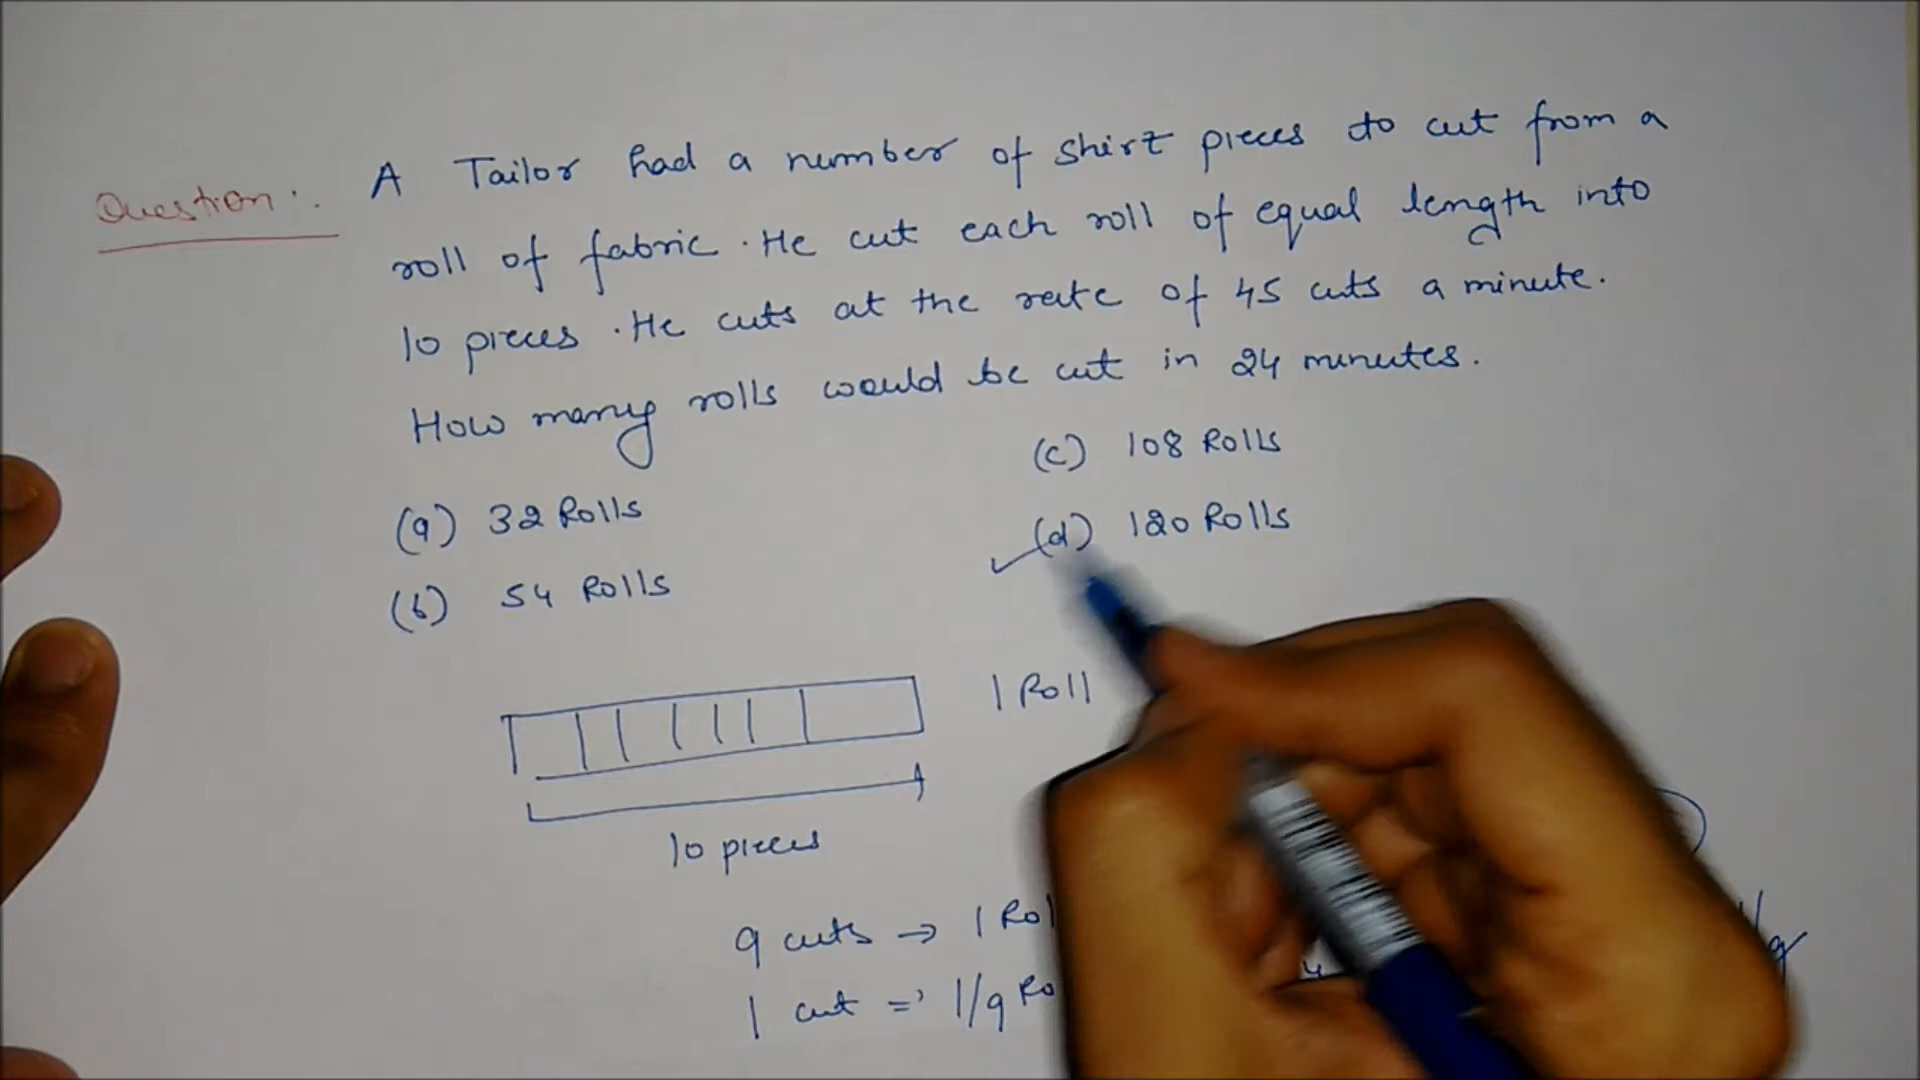 Question:.
A Tailor had a number of shirt pieces to cut from a
roll of fabric. He cut each roll of equal length into
10 pieces. He cuts at the rate of 45 cuts a minute.
How many rolls would be cut in 24 minutes.
(a) 32 Rolls
(b) 54 Rolls
(c) 108 Rolls
(d) 120 Rolls
1 Roll
10 pieces
9 cuts → 1 Rol
1 cut => 1/9 Ro